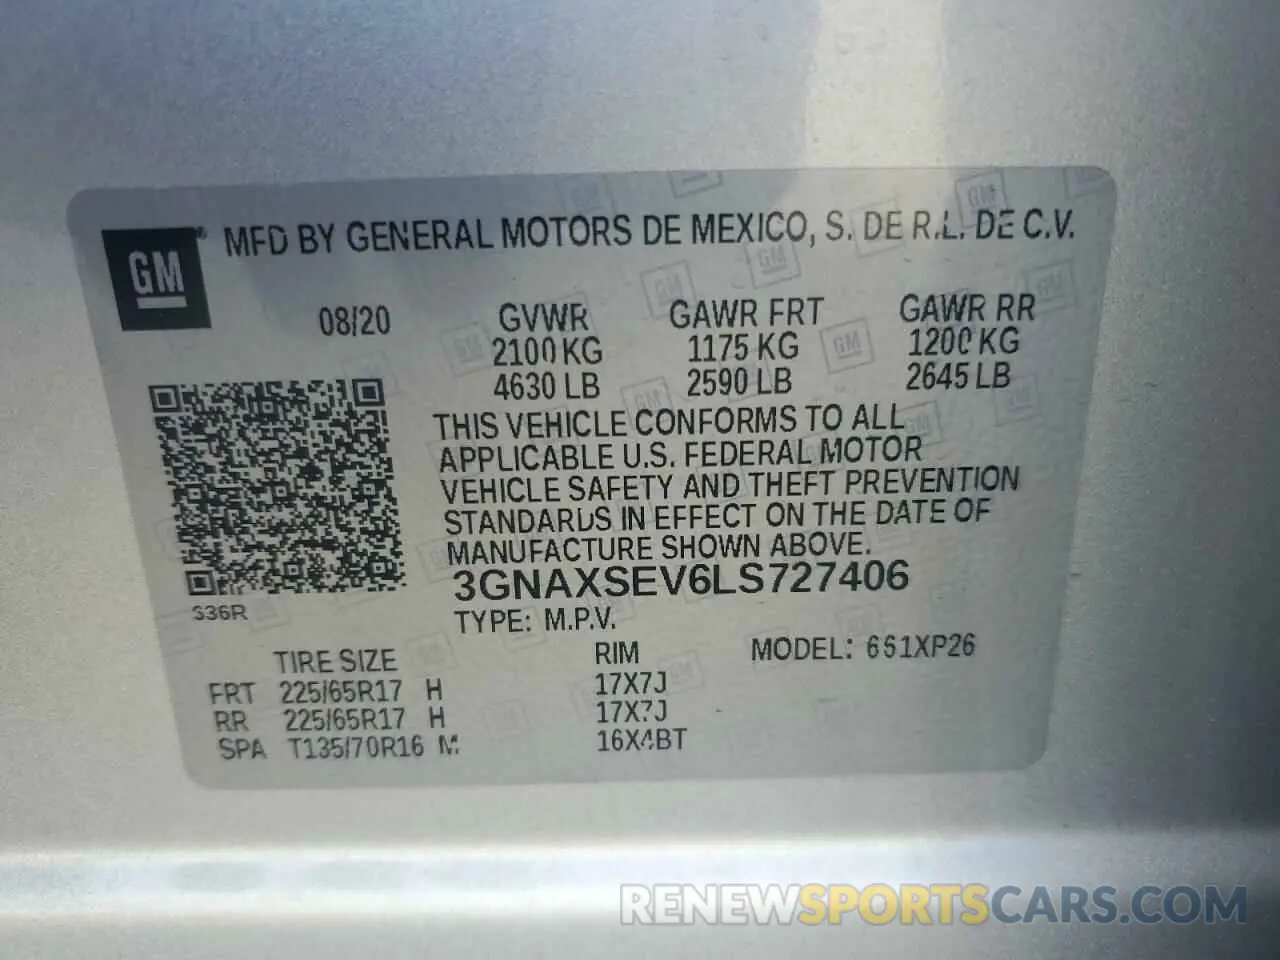 GM
MFD BY GENERAL MOTORS DE MEXICO, S. DE R.L. DE C.V.
08/20 GVWR GAWR FRT GAWR RR
2100 KG 1175 KG 1200 KG
4630 LB 2590 LB 2645 LB
THIS VEHICLE CONFORMS TO ALL
APPLICABLE U.S. FEDERAL MOTOR
VEHICLE SAFETY AND THEFT PREVENTION
STANDARDS IN EFFECT ON THE DATE OF
MANUFACTURE SHOWN ABOVE.
3GNAXSEV6LS727406
S36R
TYPE: M.P.V.
TIRE SIZE RIM MODEL: 6S1XP26
FRT 225/65R17 H 17X7J
RR 225/65R17 H 17X7J
SPA T135/70R16 M 16X4BT
RENEWSPORTSCARS.COM